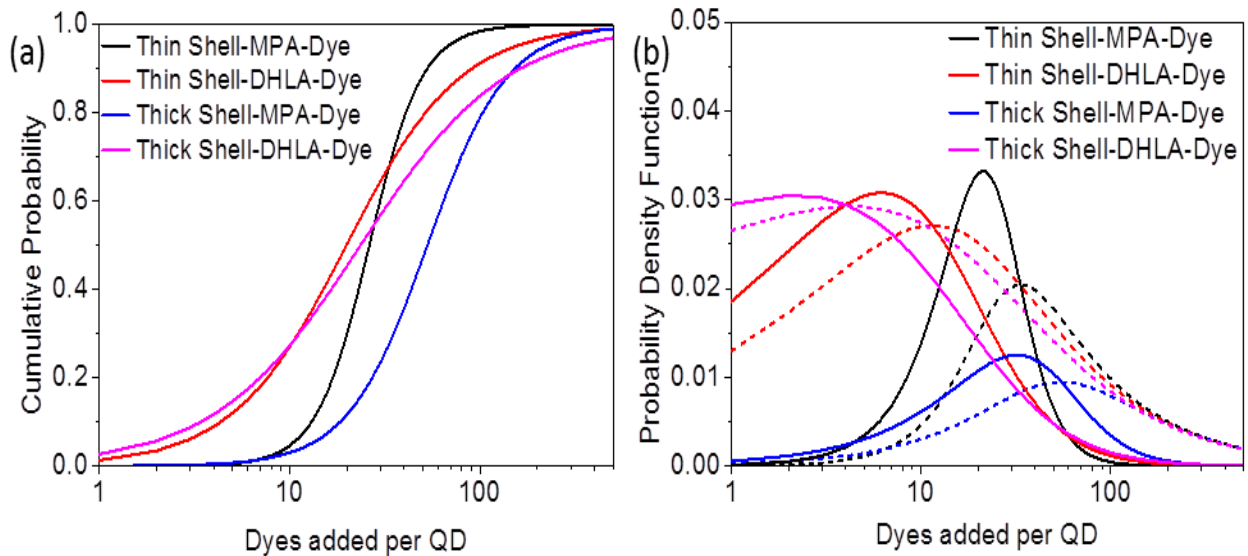 (a)
Thin Shell-MPA-Dye
Thin Shell-DHLA-Dye
Thick Shell-MPA-Dye
Thick Shell-DHLA-Dye
Cumulative Probability
1.0
0.8
0.6
0.4
0.2
0.0
1
10
100
Dyes added per QD
(b)
Thin Shell-MPA-Dye
Thin Shell-DHLA-Dye
Thick Shell-MPA-Dye
Thick Shell-DHLA-Dye
Probability Density Function
0.05
0.04
0.03
0.02
0.01
0.00
1
10
100
Dyes added per QD